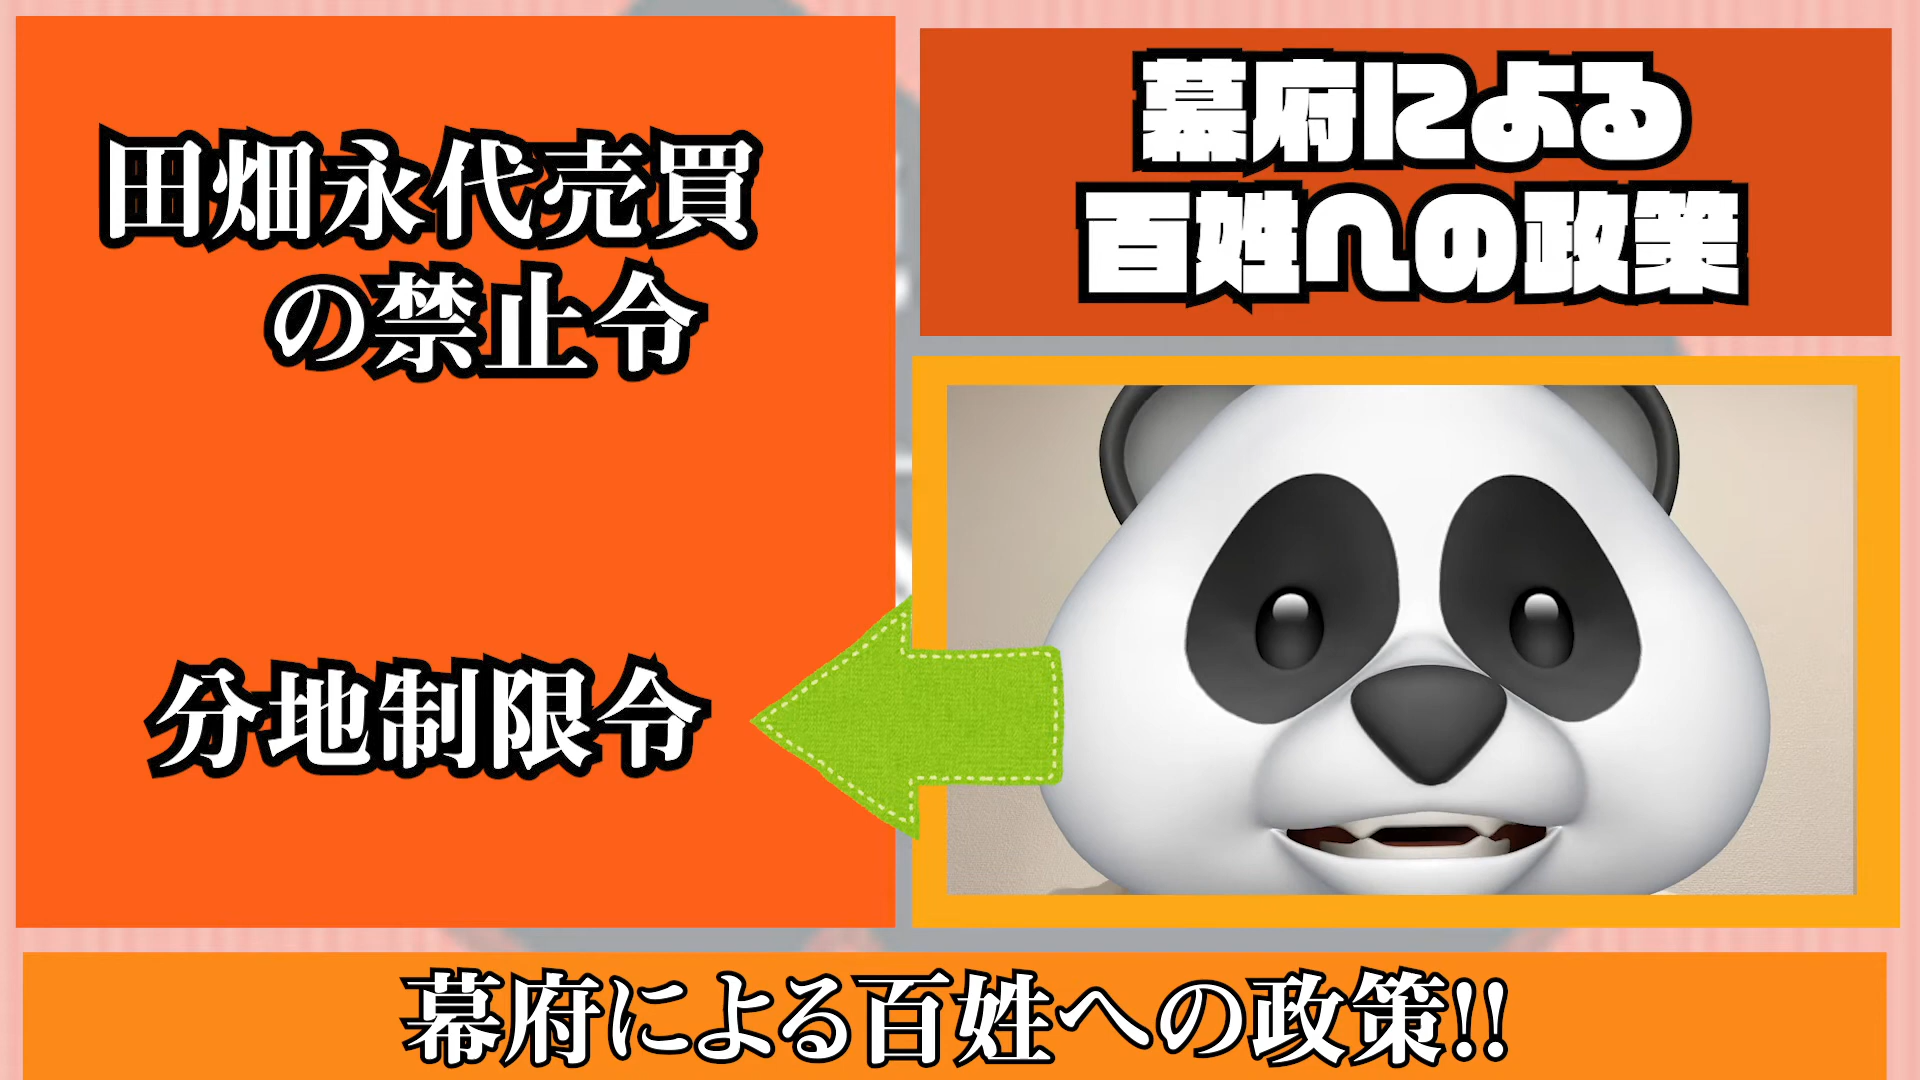 田畑永代売買
の禁止令
分地制限令
幕府による
百姓への政策
幕府による百姓への政策!!